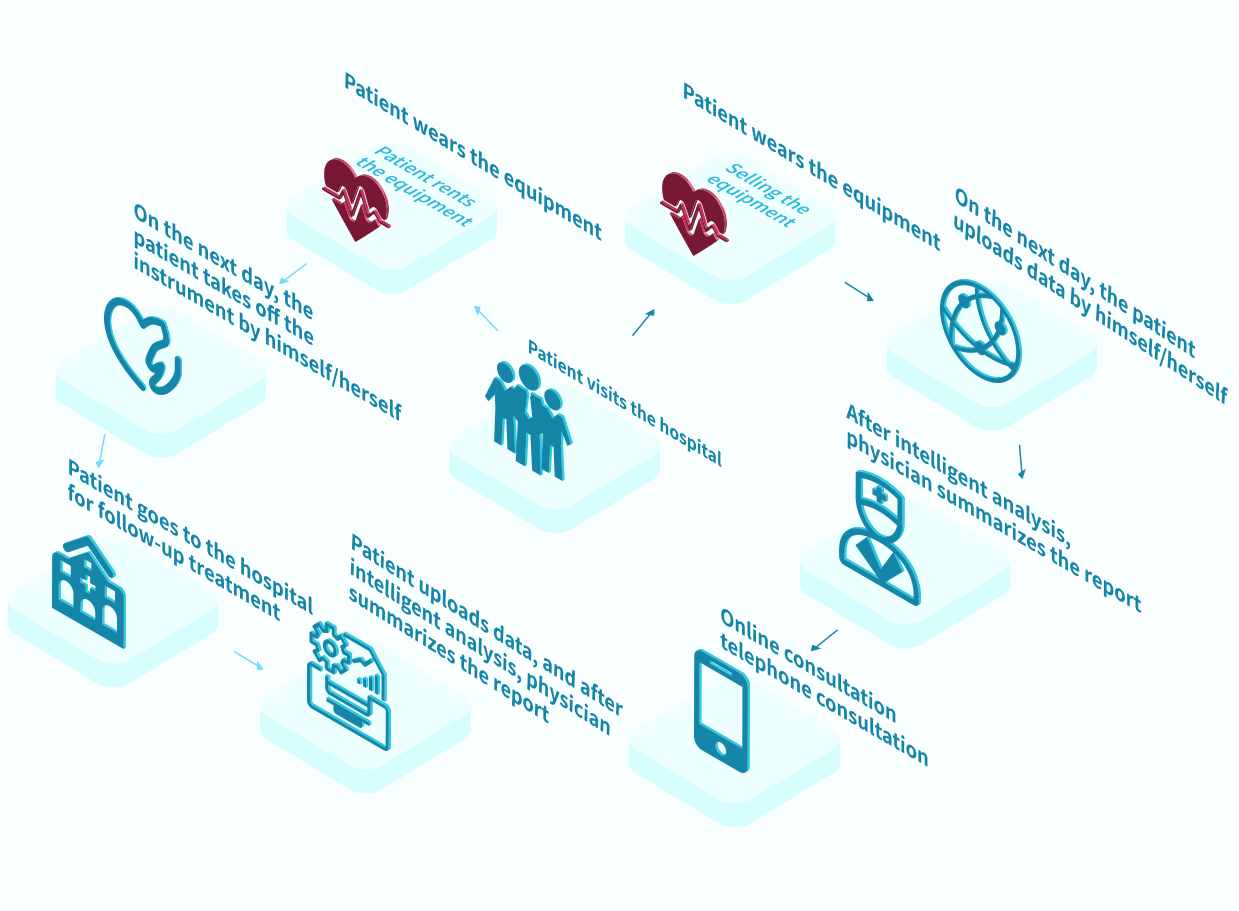 Patient wears the equipment
Patient rents
the equipment
Patient wears the equipment
Selling the
equipment
On the next day, the
patient takes off the
instrument by himself/herself
On the next day, the patient
uploads data by himself/herself
Patient visits the hospital
After intelligent analysis,
physician summarizes the report
Patient goes to the hospital
for follow-up treatment
Patient uploads data, and after
intelligent analysis, physician
summarizes the report
Online consultation
telephone consultation